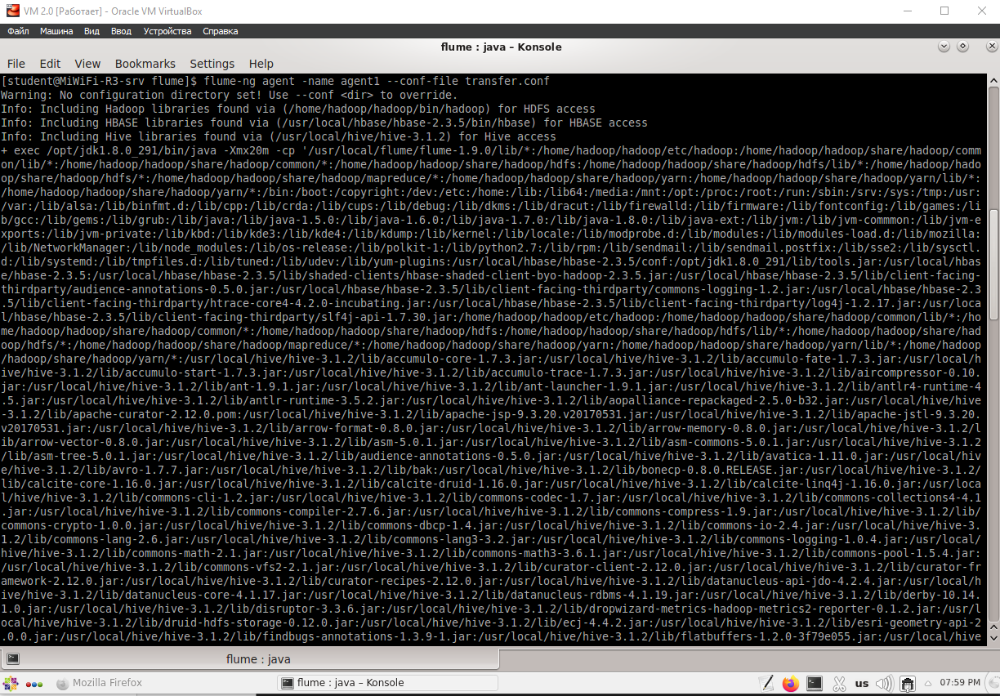 VM 2.0 [Работает] - Oracle VM VirtualBox
Файл Машина Вид Ввод Устройства Справка
flume : java – Konsole
File Edit View Bookmarks Settings Help
[student@MiWiFi-R3-srv flume]$ flume-ng agent -name agent1 --conf-file transfer.conf
Warning: No configuration directory set! Use --conf <dir> to override.
Info: Including Hadoop libraries found via (/home/hadoop/hadoop/bin/hadoop) for HDFS access
Info: Including HBASE libraries found via (/usr/local/hbase/hbase-2.3.5/bin/hbase) for HBASE access
Info: Including Hive libraries found via (/usr/local/hive/hive-3.1.2) for Hive access
+ exec /opt/jdk1.8.0_291/bin/java -Xmx20m -cp '/usr/local/flume/flume-1.9.0/lib/*:/home/hadoop/hadoop/etc/hadoop:/home/hadoop/hadoop/share/hadoop/comm
on/lib/*:/home/hadoop/hadoop/share/hadoop/common/*:/home/hadoop/hadoop/share/hadoop/hdfs:/home/hadoop/hadoop/share/hadoop/hdfs/lib/*:/home/hadoop/hado
op/share/hadoop/hdfs/*:/home/hadoop/hadoop/share/hadoop/mapreduce/*:/home/hadoop/hadoop/share/hadoop/yarn:/home/hadoop/hadoop/share/hadoop/yarn/lib/*:
/home/hadoop/hadoop/share/hadoop/yarn/*:/bin:/boot:/copyright:/dev:/etc:/home:/lib:/lib64:/media:/mnt:/opt:/proc:/root:/run:/sbin:/srv:/sys:/tmp:/usr:
/var:/lib/alsa:/lib/binfmt.d:/lib/cpp:/lib/crda:/lib/cups:/lib/debug:/lib/dkms:/lib/dracut:/lib/firewalld:/lib/firmware:/lib/fontconfig:/lib/games:/li
b/gcc:/lib/gems:/lib/grub:/lib/java:/lib/java-1.5.0:/lib/java-1.6.0:/lib/java-1.7.0:/lib/java-1.8.0:/lib/java-ext:/lib/jvm:/lib/jvm-commmon:/lib/jvm-e
xports:/lib/jvm-private:/lib/kbd:/lib/kde3:/lib/kde4:/lib/kdump:/lib/kernel:/lib/locale:/lib/modprobe.d:/lib/modules:/lib/modules-load.d:/lib/mozilla:
/lib/NetworkManager:/lib/node_modules:/lib/os-release:/lib/polkit-1:/lib/python2.7:/lib/rpm:/lib/sendmail:/lib/sendmail.postfix:/lib/sse2:/lib/sysctl.
d:/lib/systemd:/lib/tmpfiles.d:/lib/tuned:/lib/udev:/lib/yum-plugins:/usr/local/hbase/hbase-2.3.5/conf:/opt/jdk1.8.0_291/lib/tools.jar:/usr/local/hbas
e/hbase-2.3.5:/usr/local/hbase/hbase-2.3.5/lib/shaded-clients/hbase-shaded-client-byo-hadoop-2.3.5.jar:/usr/local/hbase/hbase-2.3.5/lib/client-facing-
thirdparty/audience-annotations-0.5.0.jar:/usr/local/hbase/hbase-2.3.5/lib/client-facing-thirdparty/commons-logging-1.2.jar:/usr/local/hbase/hbase-2.3
.5/lib/client-facing-thirdparty/htrace-core4-4.2.0-incubating.jar:/usr/local/hbase/hbase-2.3.5/lib/client-facing-thirdparty/log4j-1.2.17.jar:/usr/loca
l/hbase/hbase-2.3.5/lib/client-facing-thirdparty/slf4j-api-1.7.30.jar:/home/hadoop/hadoop/etc/hadoop:/home/hadoop/hadoop/share/hadoop/common/lib/*:/ho
me/hadoop/hadoop/share/hadoop/common/*:/home/hadoop/hadoop/share/hadoop/hdfs:/home/hadoop/hadoop/share/hadoop/hdfs/lib/*:/home/hadoop/hadoop/share/had
oop/hdfs/*:/home/hadoop/hadoop/share/hadoop/mapreduce/*:/home/hadoop/hadoop/share/hadoop/yarn:/home/hadoop/hadoop/share/hadoop/yarn/lib/*:/home/hadoop
/hadoop/share/hadoop/yarn/*:/usr/local/hive/hive-3.1.2/lib/accumulo-core-1.7.3.jar:/usr/local/hive/hive-3.1.2/lib/accumulo-fate-1.7.3.jar:/usr/local/h
ive/hive-3.1.2/lib/accumulo-start-1.7.3.jar:/usr/local/hive/hive-3.1.2/lib/accumulo-trace-1.7.3.jar:/usr/local/hive/hive-3.1.2/lib/aircompressor-0.10.
jar:/usr/local/hive/hive-3.1.2/lib/ant-1.9.1.jar:/usr/local/hive/hive-3.1.2/lib/ant-launcher-1.9.1.jar:/usr/local/hive/hive-3.1.2/lib/antlr4-runtime-4
.5.jar:/usr/local/hive/hive-3.1.2/lib/antlr-runtime-3.5.2.jar:/usr/local/hive/hive-3.1.2/lib/aopalliance-repackaged-2.5.0-b32.jar:/usr/local/hive/hive
-3.1.2/lib/apache-curator-2.12.0.pom:/usr/local/hive/hive-3.1.2/lib/apache-jsp-9.3.20.v20170531.jar:/usr/local/hive/hive-3.1.2/lib/apache-jstl-9.3.20.
v20170531.jar:/usr/local/hive/hive-3.1.2/lib/arrow-format-0.8.0.jar:/usr/local/hive/hive-3.1.2/lib/arrow-memory-0.8.0.jar:/usr/local/hive/hive-3.1.2/l
ib/arrow-vector-0.8.0.jar:/usr/local/hive/hive-3.1.2/lib/asm-5.0.1.jar:/usr/local/hive/hive-3.1.2/lib/asm-commons-5.0.1.jar:/usr/local/hive/hive-3.1.2
/lib/asm-tree-5.0.1.jar:/usr/local/hive/hive-3.1.2/lib/audience-annotations-0.5.0.jar:/usr/local/hive/hive-3.1.2/lib/avatica-1.11.0.jar:/usr/local/hiv
e/hive-3.1.2/lib/avro-1.7.7.jar:/usr/local/hive/hive-3.1.2/lib/bak:/usr/local/hive/hive-3.1.2/lib/bonecp-0.8.0.RELEASE.jar:/usr/local/hive/hive-3.1.2/
lib/calcite-core-1.16.0.jar:/usr/local/hive/hive-3.1.2/lib/calcite-druid-1.16.0.jar:/usr/local/hive/hive-3.1.2/lib/calcite-linq4j-1.16.0.jar:/usr/loca
l/hive/hive-3.1.2/lib/commons-cli-1.2.jar:/usr/local/hive/hive-3.1.2/lib/commons-codec-1.7.jar:/usr/local/hive/hive-3.1.2/lib/commons-collections4-4.1
.jar:/usr/local/hive/hive-3.1.2/lib/commons-compiler-2.7.6.jar:/usr/local/hive/hive-3.1.2/lib/commons-compress-1.9.jar:/usr/local/hive/hive-3.1.2/lib/
commons-crypto-1.0.0.jar:/usr/local/hive/hive-3.1.2/lib/commons-dbcp-1.4.jar:/usr/local/hive/hive-3.1.2/lib/commons-io-2.4.jar:/usr/local/hive/hive-3.
1.2/lib/commons-lang-2.6.jar:/usr/local/hive/hive-3.1.2/lib/commons-lang3-3.2.jar:/usr/local/hive/hive-3.1.2/lib/commons-logging-1.0.4.jar:/usr/local/
hive/hive-3.1.2/lib/commons-math-2.1.jar:/usr/local/hive/hive-3.1.2/lib/commons-math3-3.6.1.jar:/usr/local/hive/hive-3.1.2/lib/commons-pool-1.5.4.jar:
/usr/local/hive/hive-3.1.2/lib/commons-vfs2-2.1.jar:/usr/local/hive/hive-3.1.2/lib/curator-client-2.12.0.jar:/usr/local/hive/hive-3.1.2/lib/curator-fr
amework-2.12.0.jar:/usr/local/hive/hive-3.1.2/lib/curator-recipes-2.12.0.jar:/usr/local/hive/hive-3.1.2/lib/datanucleus-api-jdo-4.2.4.jar:/usr/local/h
ive/hive-3.1.2/lib/datanucleus-core-4.1.17.jar:/usr/local/hive/hive-3.1.2/lib/datanucleus-rdbms-4.1.19.jar:/usr/local/hive/hive-3.1.2/lib/derby-10.14.
1.0.jar:/usr/local/hive/hive-3.1.2/lib/disruptor-3.3.6.jar:/usr/local/hive/hive-3.1.2/lib/dropwizard-metrics-hadoop-metrics2-reporter-0.1.2.jar:/usr/l
ocal/hive/hive-3.1.2/lib/druid-hdfs-storage-0.12.0.jar:/usr/local/hive/hive-3.1.2/lib/ecj-4.4.2.jar:/usr/local/hive/hive-3.1.2/lib/esri-geometry-api-2
.0.0.jar:/usr/local/hive/hive-3.1.2/lib/findbugs-annotations-1.3.9-1.jar:/usr/local/hive/hive-3.1.2/lib/flatbuffers-1.2.0-3f79e055.jar:/usr/local/hive
flume : java
Mozilla Firefox flume : java – Konsole us 07:59 PM